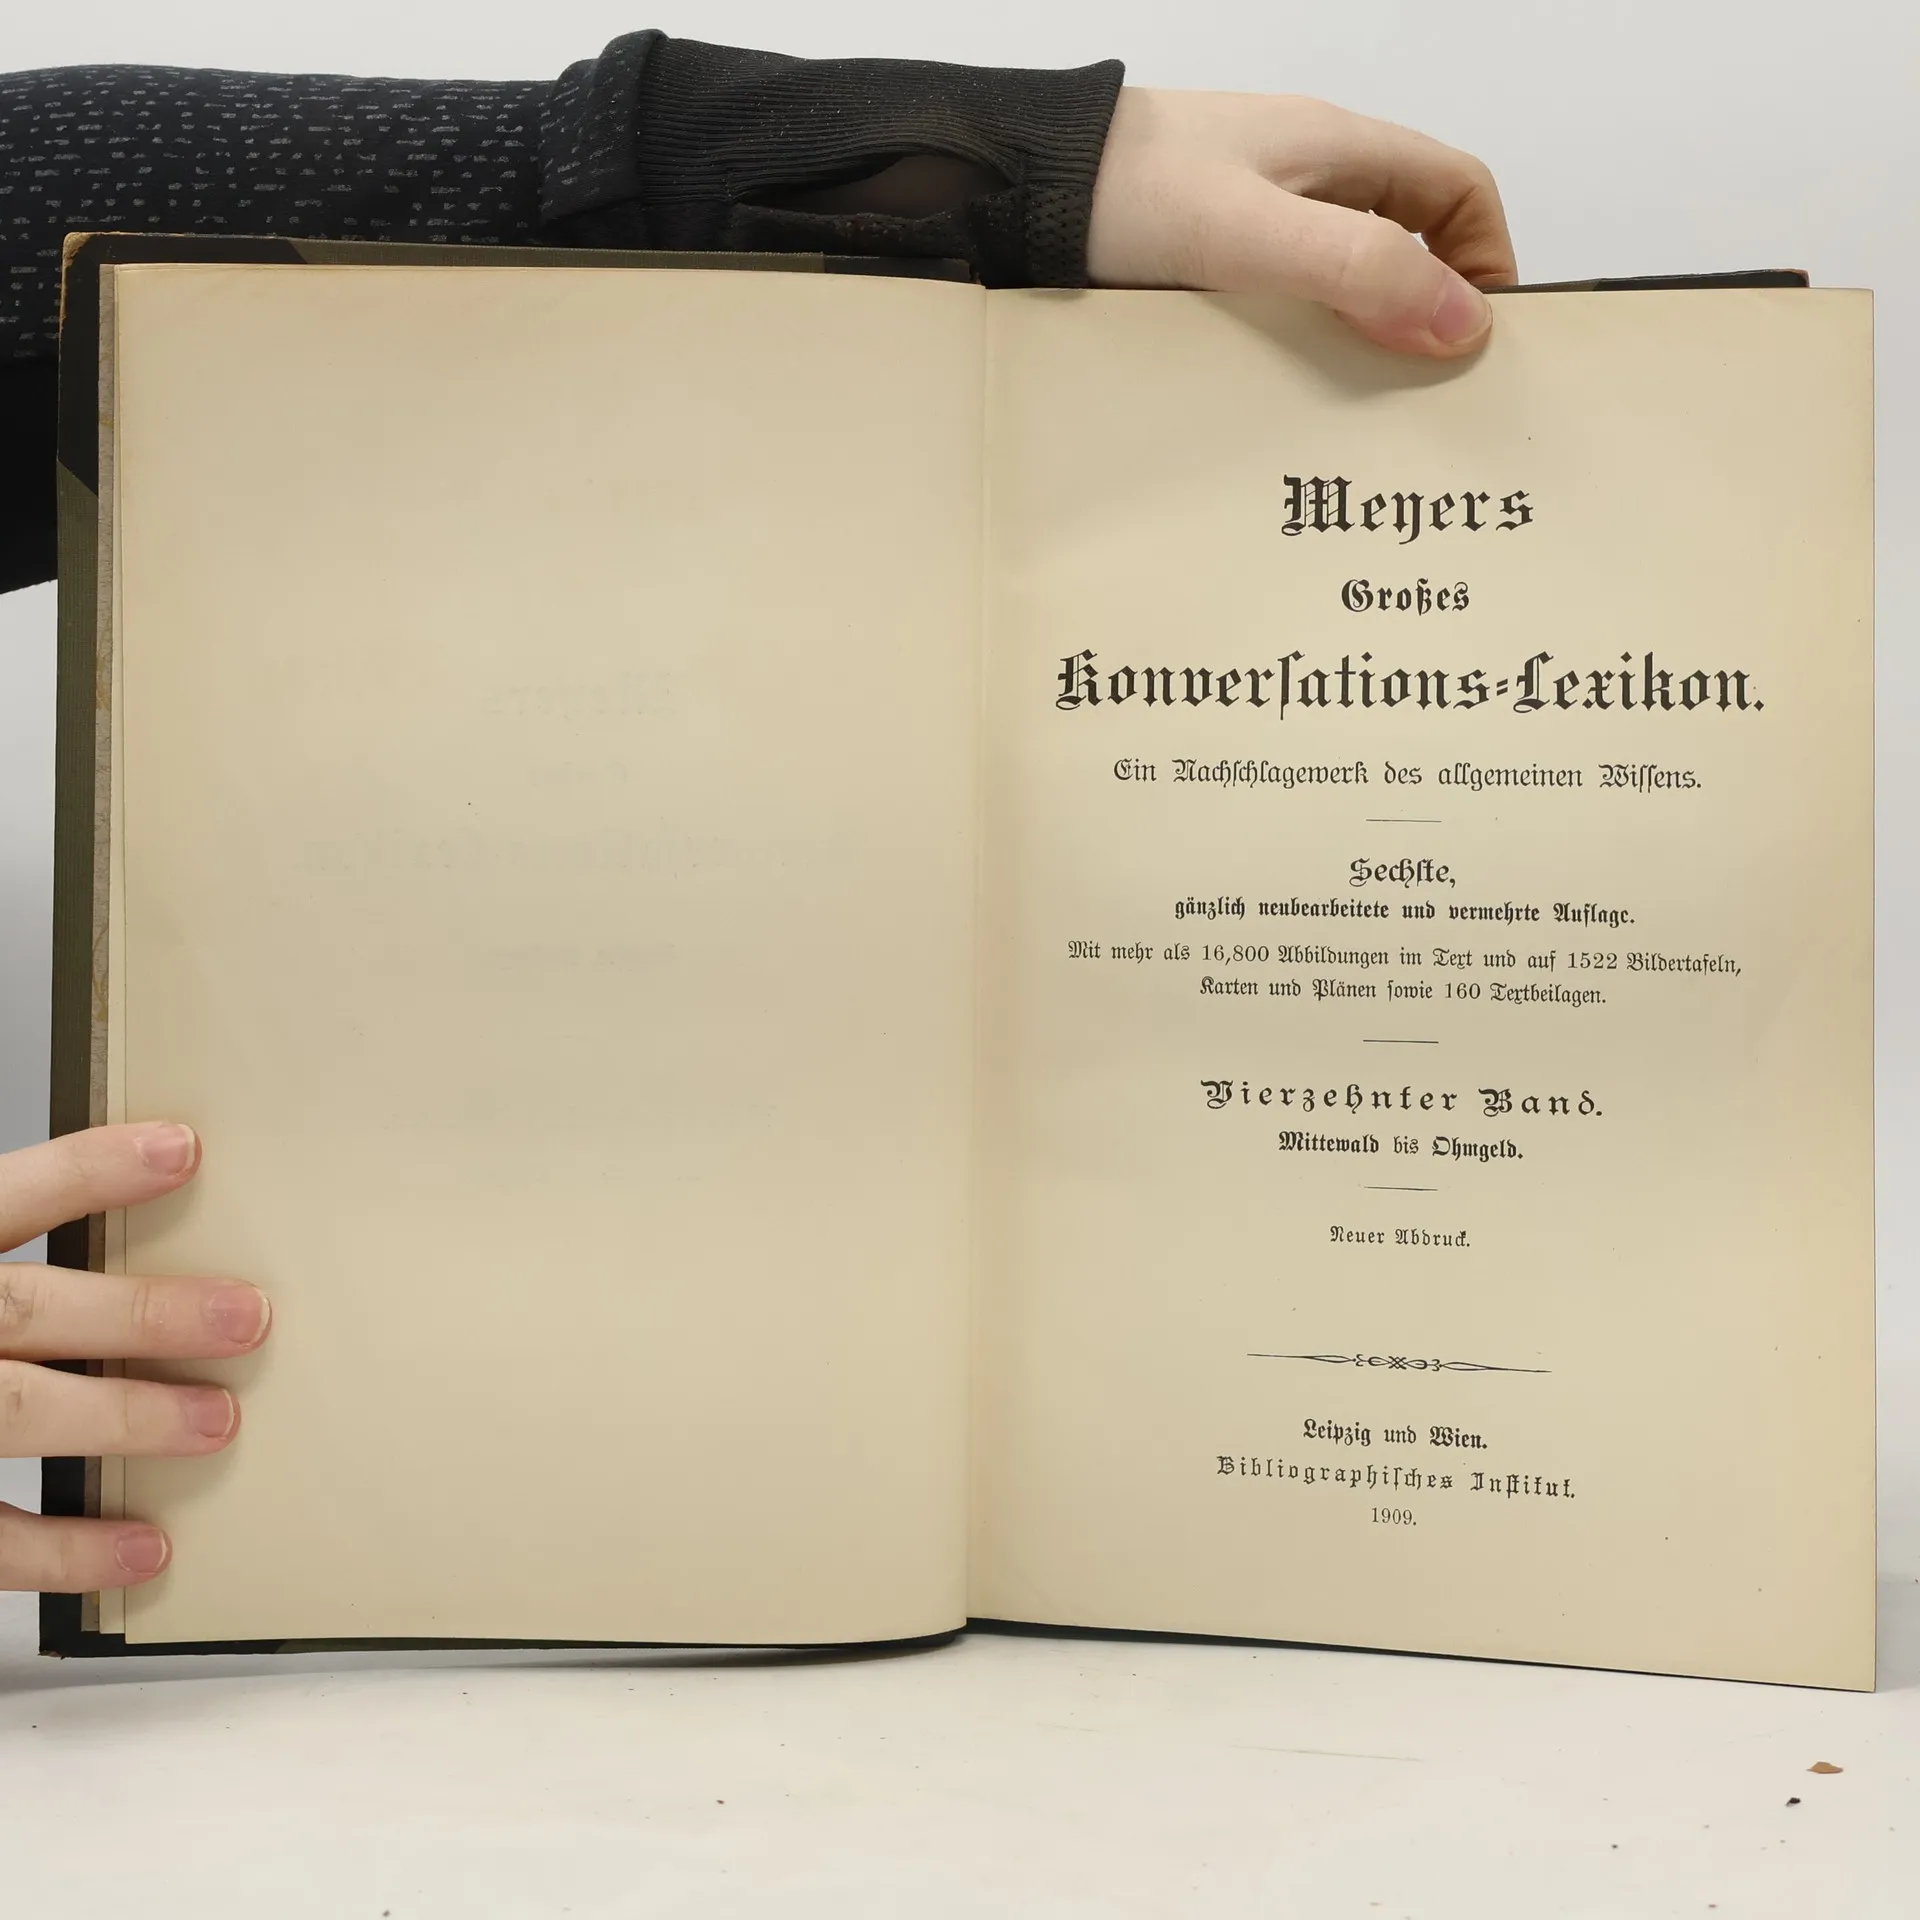 Meyers
Großes
Konverſations-Lexikon.
Ein Nachſchlagewerk des allgemeinen Wiſſens.
Sechſte,
gänzlich neubearbeitete und vermehrte Auflage.
Mit mehr als 16,800 Abbildungen im Text und auf 1522 Bildertafeln,
Karten und Plänen ſowie 160 Textbeilagen.
Vierzehnter Band.
Mittewald bis Ohmgeld.
Neuer Abdruck.
Leipzig und Wien.
Bibliographiſches Inſtitut.
1909.